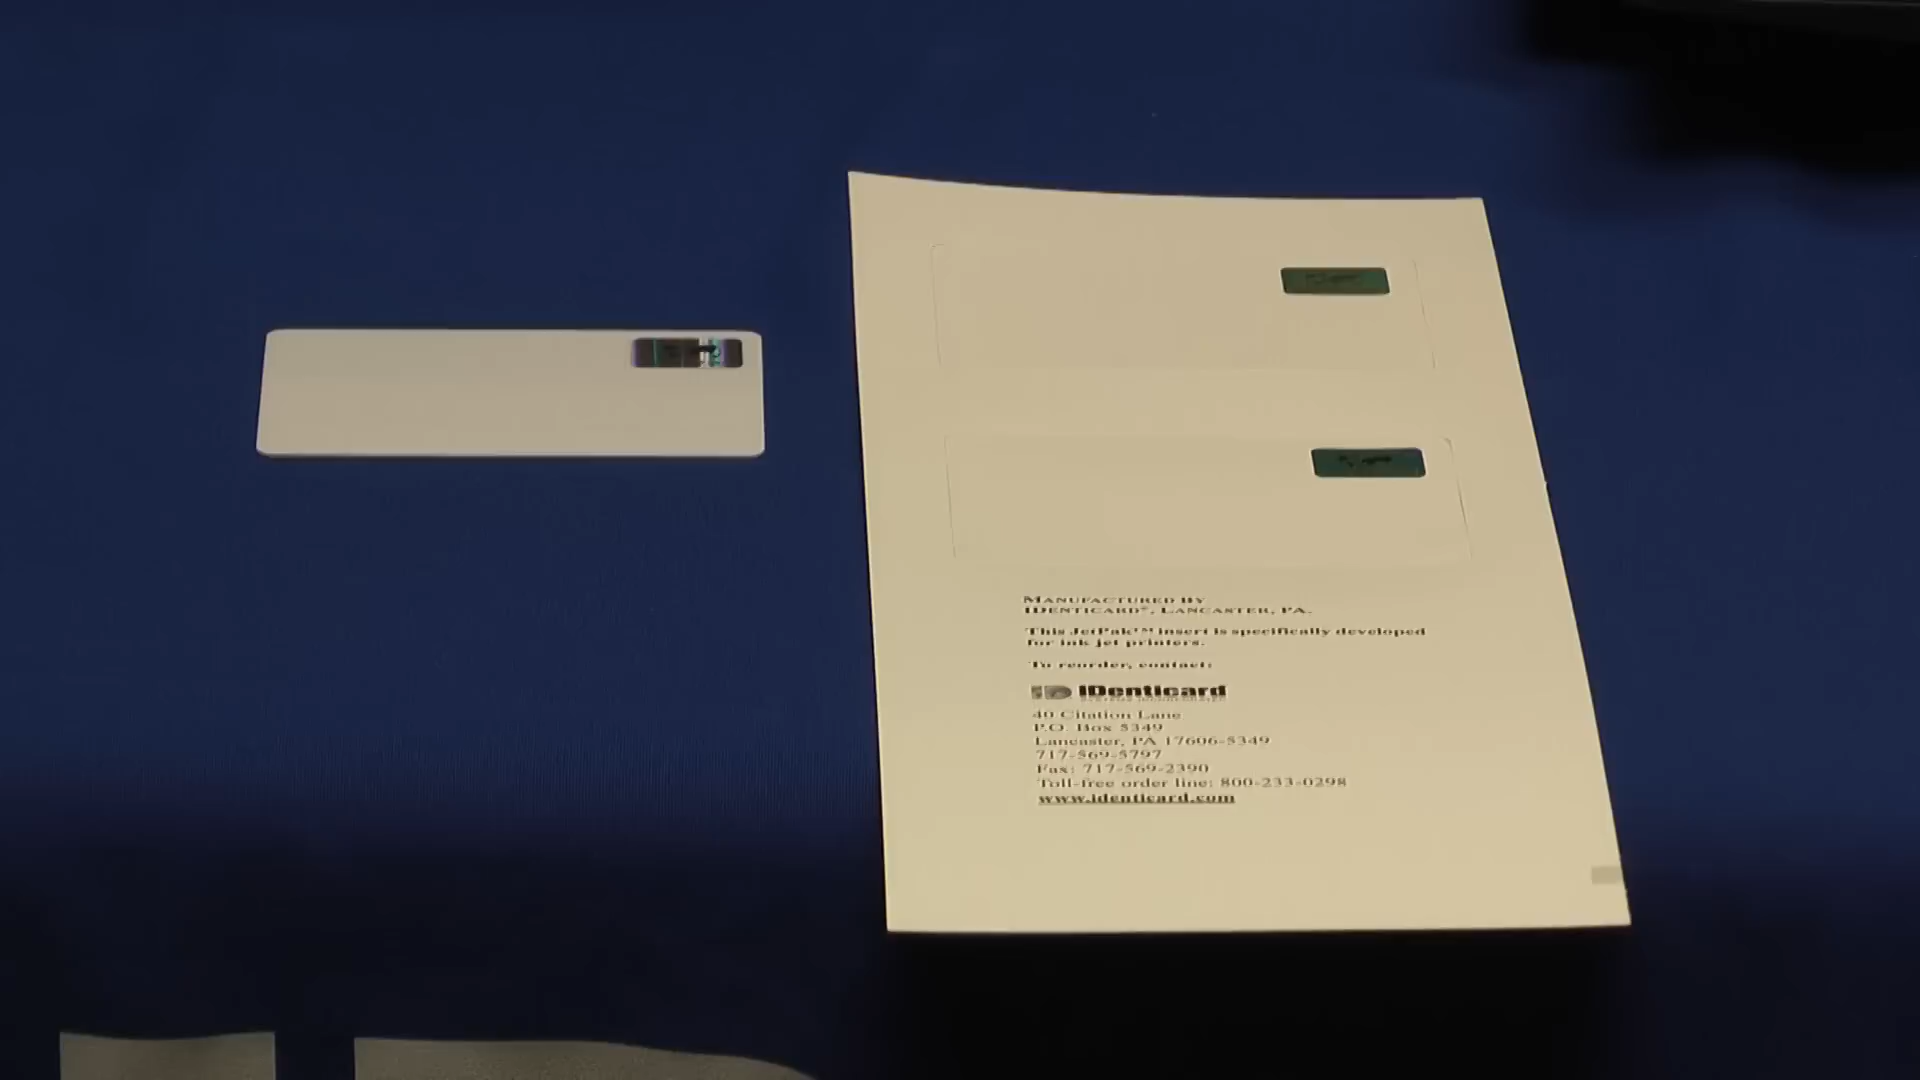 MANUFACTURED BY
IDENTICARD®, LANCASTER, PA.
This JetPak™ insert is specifically developed
for ink jet printers.
To reorder, contact:
IDenticard
40 Citation Lane
P.O. Box 5349
Lancaster, PA 17606-5349
717-569-5797
Fax: 717-569-2390
Toll-free order line: 800-233-0298
www.identicard.com